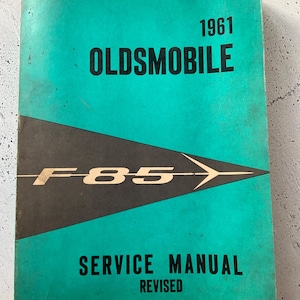 1961
OLDSMOBILE
F-85
SERVICE MANUAL
REVISED